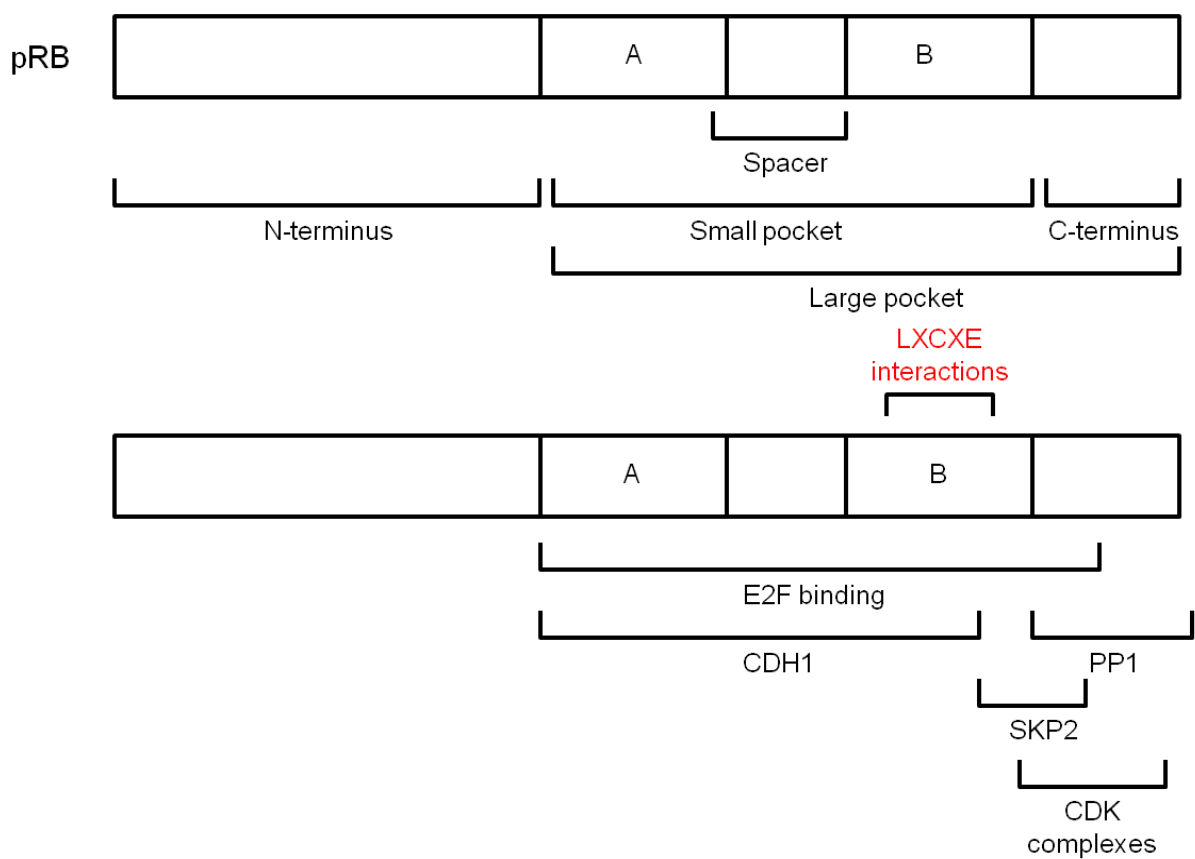 pRB
A
B
Spacer
N-terminus
Small pocket
C-terminus
Large pocket
LXCXE
interactions
A
B
E2F binding
CDH1
PP1
SKP2
CDK
complexes